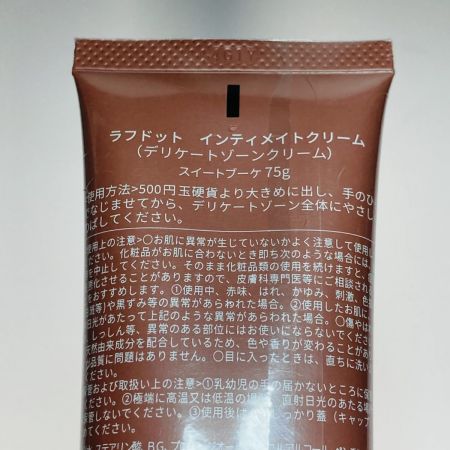 ラフドット インティメイトクリーム
（デリケートゾーンクリーム）
スイートブーケ 75g
使用方法>500円玉硬貨より大きめに出し、手のひ
なじませてから、デリケートゾーン全体にやさし
のばしてください。
使用上の注意>○お肌に異常が生じていないかよく注意して使用し
ください。化粧品がお肌に合わないとき即ち次のような場合には、
を中止してください。そのまま化粧品類の使用を続けますと、
悪化させることがありますので、皮膚科専門医等にご相談される
をおすすめします。①使用中、赤味、はれ、かゆみ、刺激、色
等)や黒ずみ等の異常があらわれた場合。②使用したお肌に
日光があたって上記のような異常があらわれた場合。○傷やは
、しっしん等、異常のある部位にはお使いにならないでくだ
天然由来成分を配合しているため、色や香りが変わることがあ
品質に問題はありません。○目に入ったときは、直ちに洗い
及び取扱い上の注意>①乳幼児の手の届かないところに保
②極端に高温又は低温の場 直射日光のあたる場
管しないでください。③使用後は しっかり蓋（キャップ
ステアリン酸、BG、